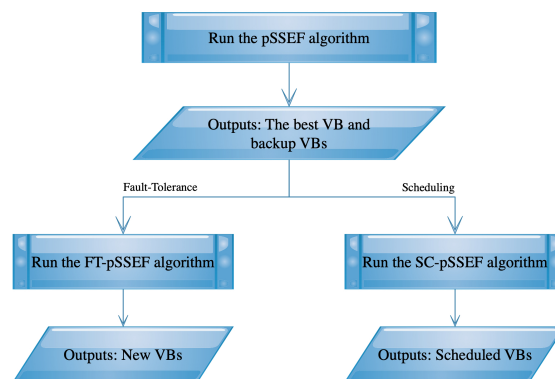 Run the pSSEF algorithm
Outputs: The best VB and
backup VBs
Fault-Tolerance
Scheduling
Run the FT-pSSEF algorithm
Run the SC-pSSEF algorithm
Outputs: New VBs
Outputs: Scheduled VBs